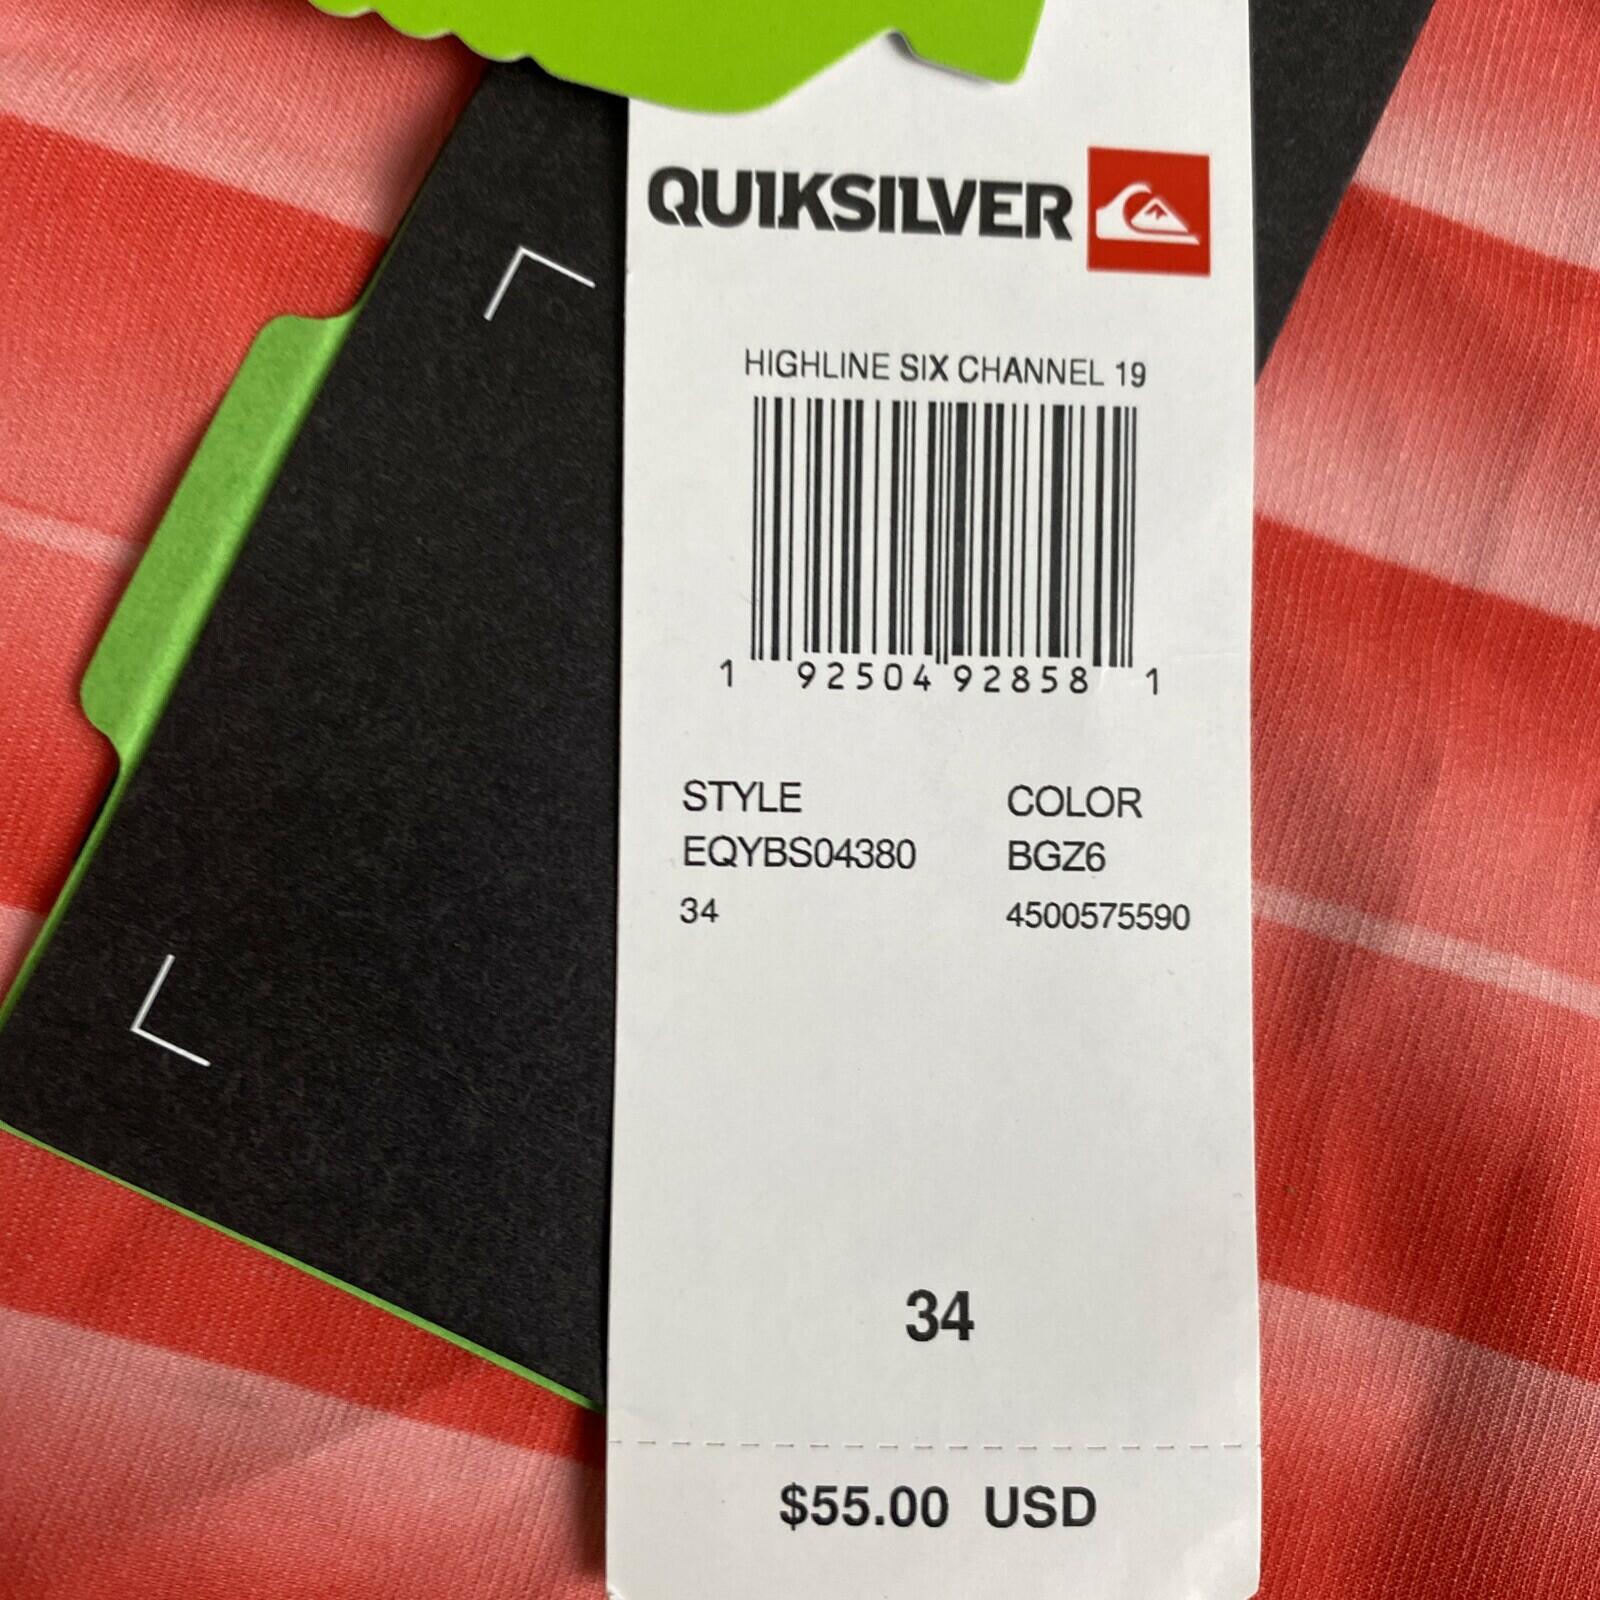 QUIKSILVER
HIGHLINE SIX CHANNEL 19
1 92504 92858 1
STYLE COLOR
EQYBS04380 BGZ6
34 4500575590
34
$55.00 USD